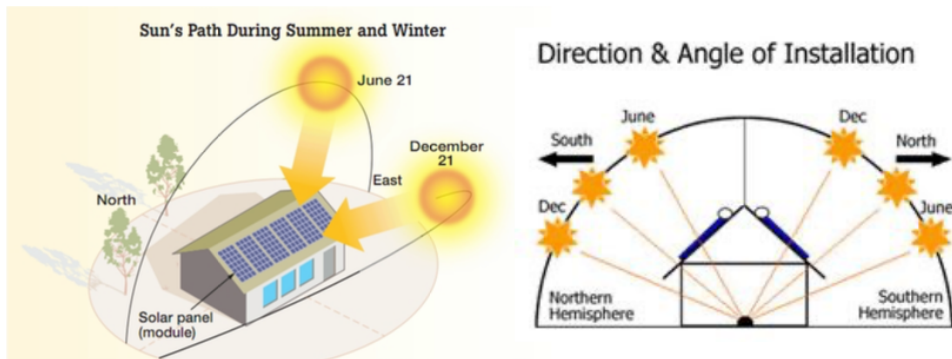 Sun's Path During Summer and Winter
June 21
December
21
East
North
Solar panel
(module)
Direction & Angle of Installation
June
Dec
South
North
Dec
June
Northern
Hemisphere
Southern
Hemisphere